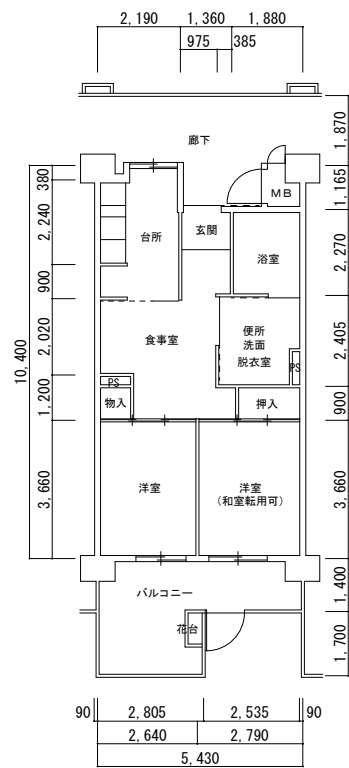 2,190 1,360 1,880
975 385
廊下
1,870
380
MB
1,165
台所
玄関
2,240
浴室
2,270
900
食事室
便所
洗面
脱衣室
2,020
2,405
10,400
PS
PS
1,200
物入
押入
900
洋室
洋室
(和室転用可)
3,660
3,660
バルコニー
1,400
花台
1,700
90 2,805 2,535 90
2,640 2,790
5,430